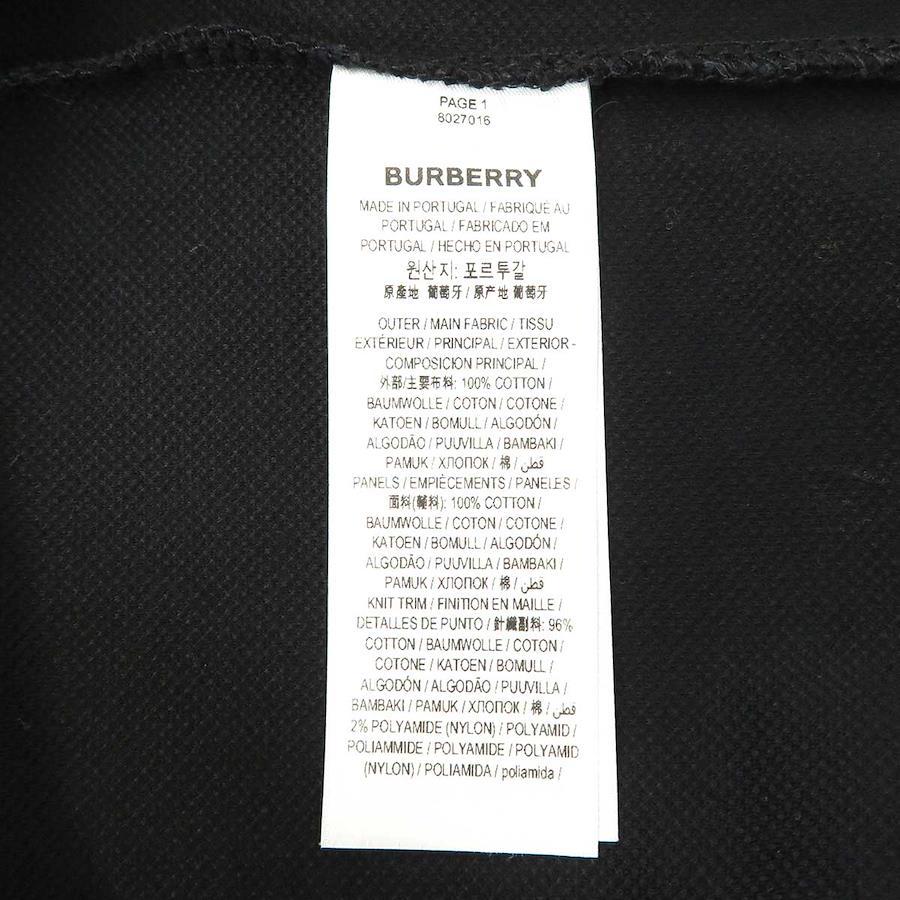 PAGE 1
8027016
BURBERRY
MADE IN PORTUGAL / FABRIQUÉ AU
PORTUGAL / FABRICADO EM
PORTUGAL / HECHO EN PORTUGAL
원산지: 포르투갈
原產地 葡萄牙 / 原产地 葡萄牙
OUTER / MAIN FABRIC / TISSU
EXTÉRIEUR / PRINCIPAL / EXTERIOR -
COMPOSICION PRINCIPAL /
外部/主要布料: 100% COTTON /
BAUMWOLLE / COTON / COTONE /
KATOEN / BOMULL / ALGODÓN /
ALGODÃO / PUUVILLA / BAMBAKI /
PAMUK / ХЛОПОК / 棉 / قطن /
PANELS / EMPIÈCEMENTS / PANELES /
面料(輔料): 100% COTTON /
BAUMWOLLE / COTON / COTONE /
KATOEN / BOMULL / ALGODÓN /
ALGODÃO / PUUVILLA / BAMBAKI /
PAMUK / ХЛОПОК / 棉 / قطن /
KNIT TRIM / FINITION EN MAILLE /
DETALLES DE PUNTO / 針織副料: 96%
COTTON / BAUMWOLLE / COTON /
COTONE / KATOEN / BOMULL /
ALGODÓN / ALGODÃO / PUUVILLA /
BAMBAKI / PAMUK / ХЛОПОК / 棉 / قطن /
2% POLYAMIDE (NYLON) / POLYAMID /
POLIAMMIDE / POLYAMIDE / POLYAMID
(NYLON) / POLIAMIDA / poliamida /